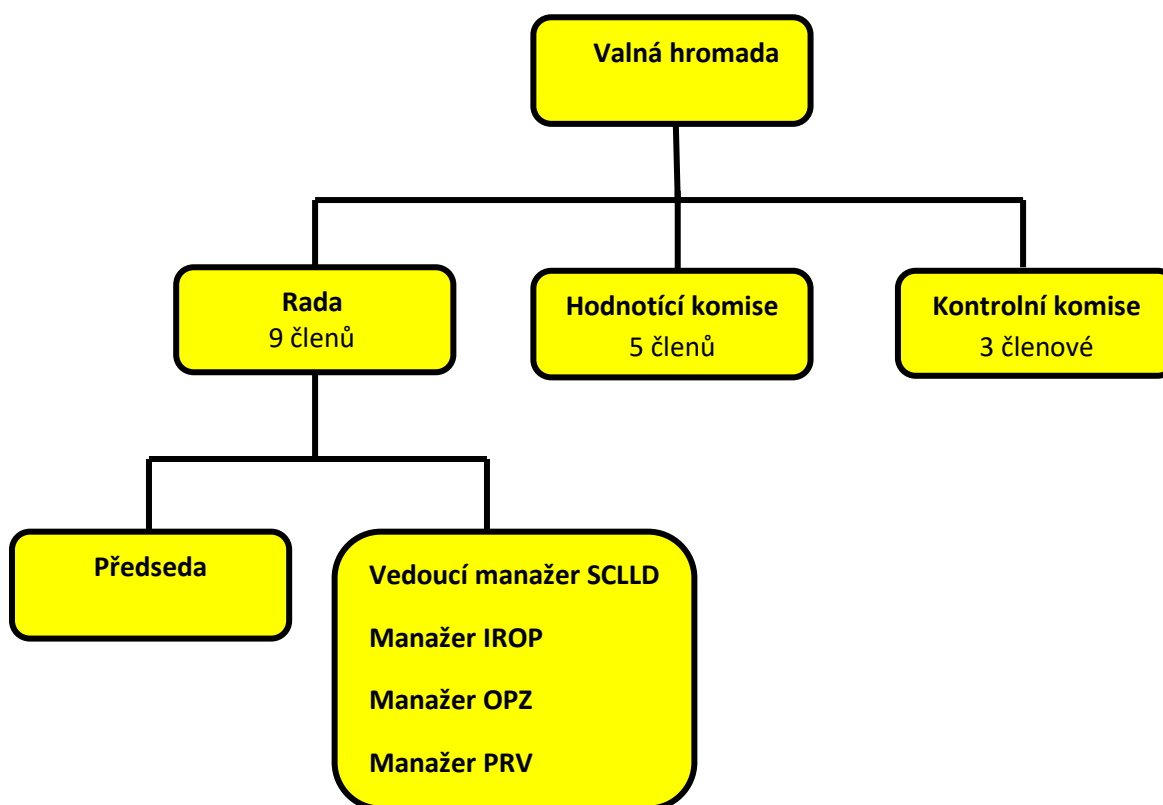 Valná hromada
Rada
9 členů
Hodnotící komise
5 členů
Kontrolní komise
3 členové
Předseda
Vedoucí manažer SCLLD
Manažer IROP
Manažer OPZ
Manažer PRV